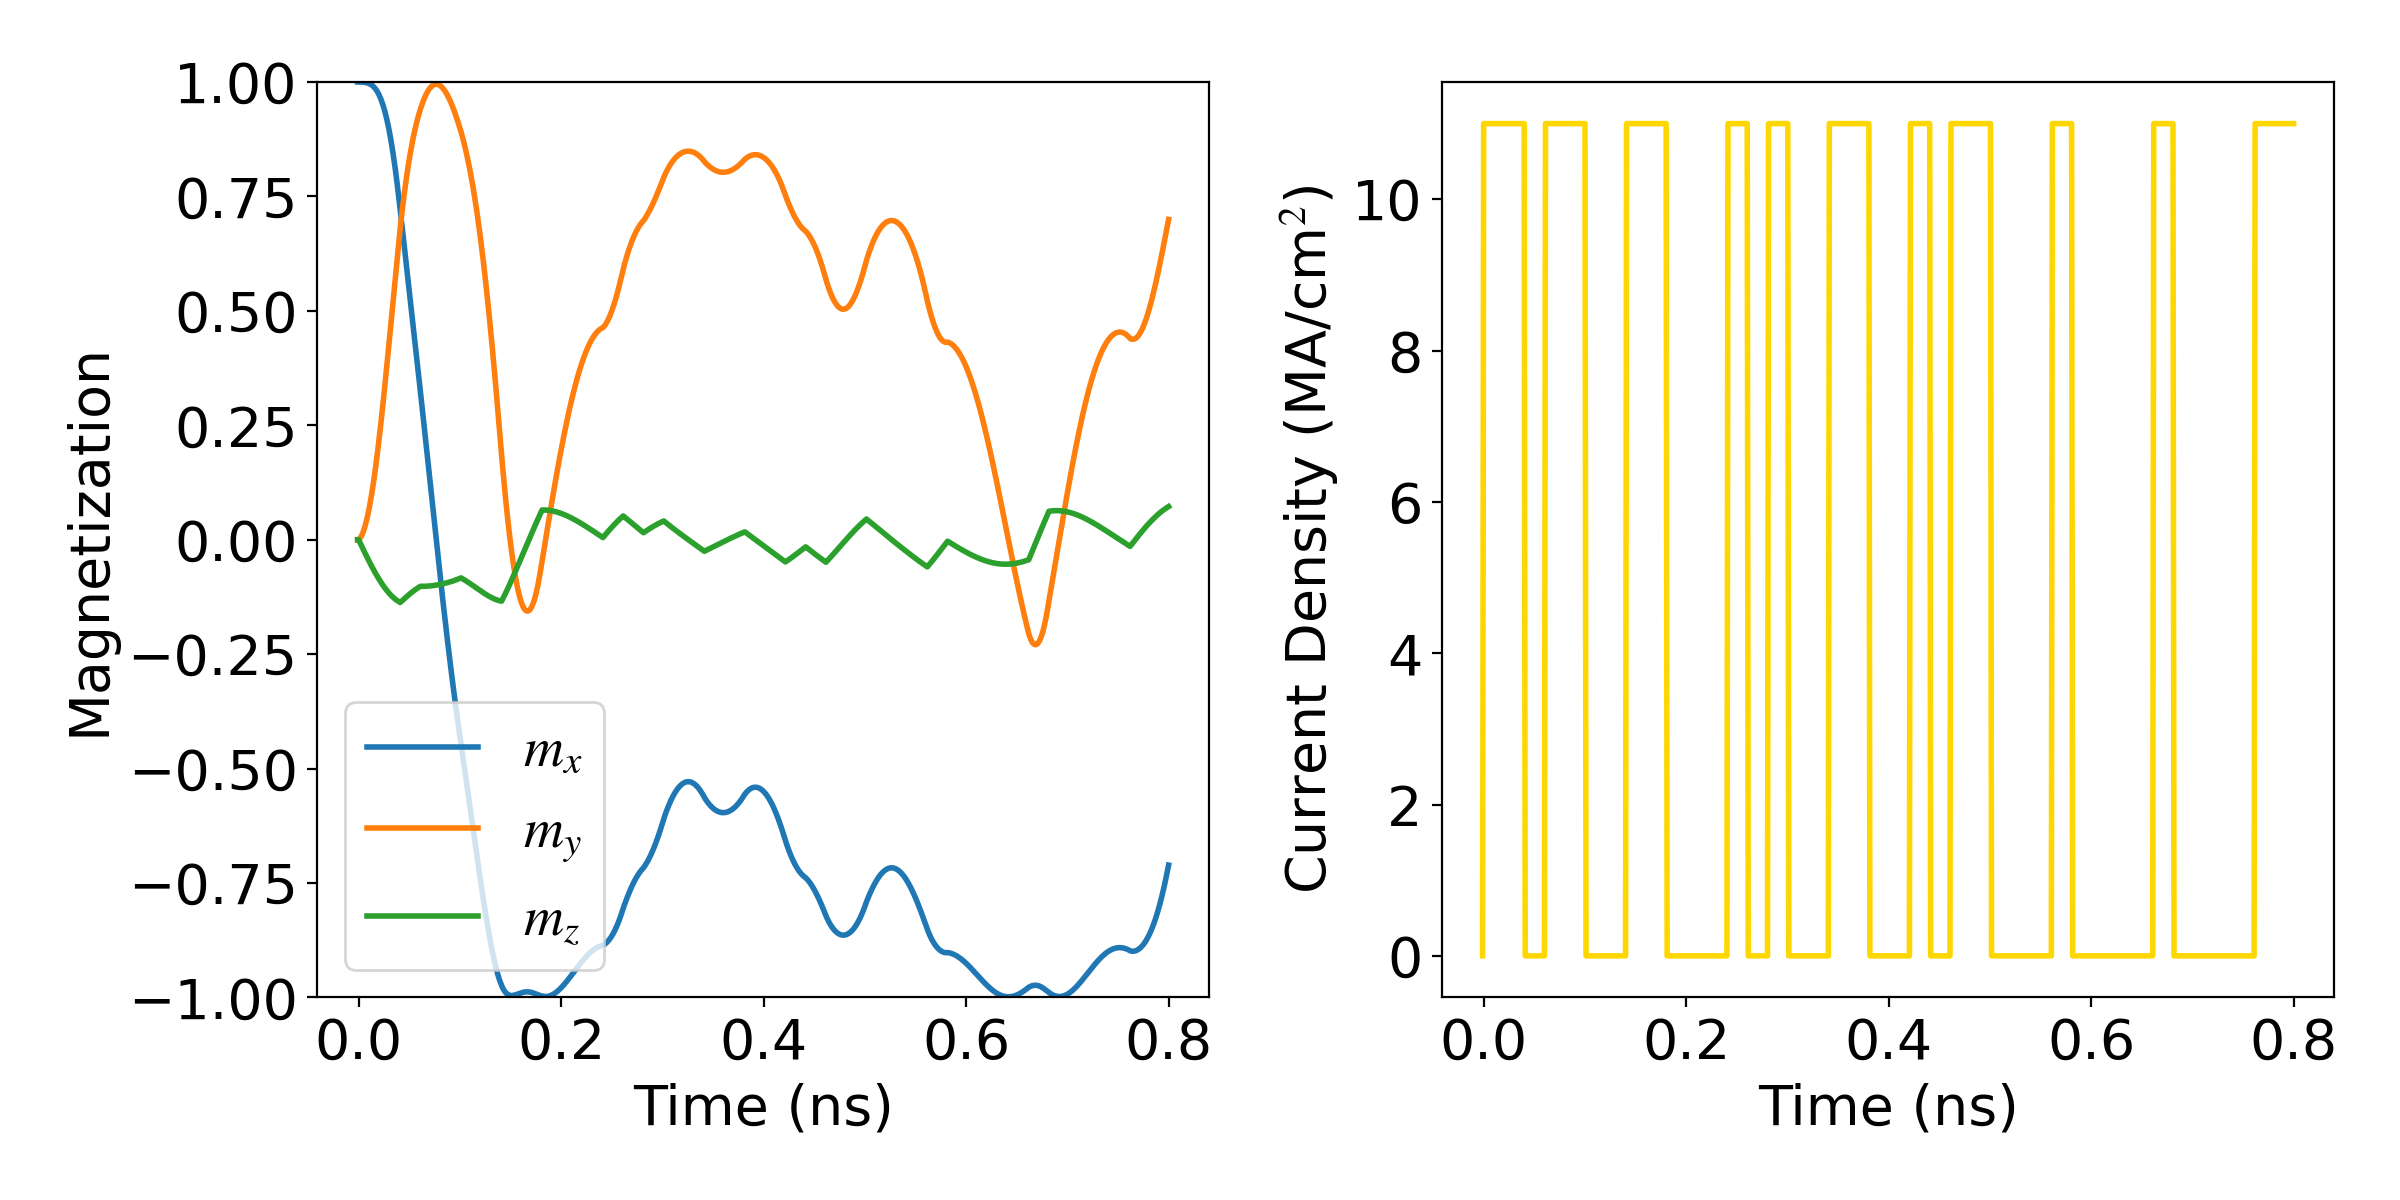 1.00
0.75
0.50
0.25
0.00
−0.25
−0.50
−0.75
−1.00
Magnetization
m_x
m_y
m_z
0.0 0.2 0.4 0.6 0.8
Time (ns)
10
8
6
4
2
0
Current Density (MA/cm²)
0.0 0.2 0.4 0.6 0.8
Time (ns)